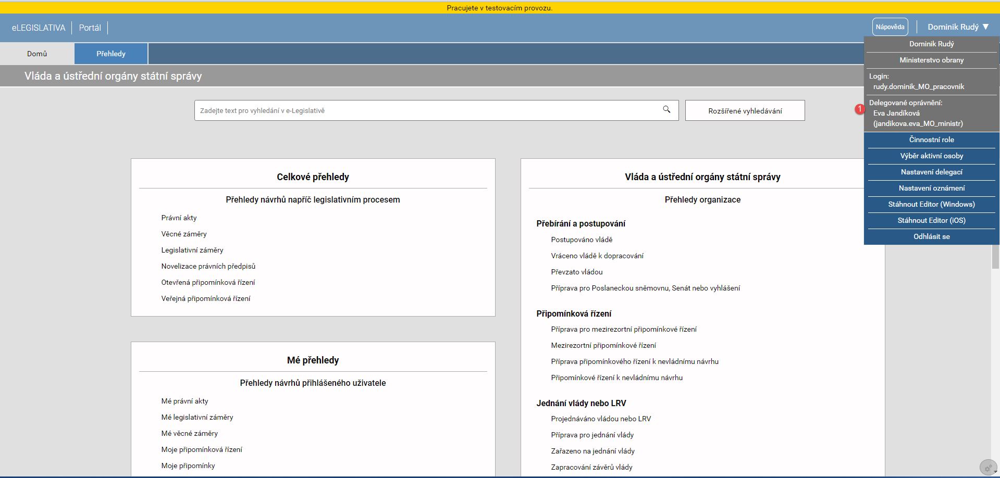 Pracujete v testovacím provozu.
eLEGISLATIVA
Portál
Nápověda
Dominik Rudý ▼
Domů
Přehledy
Vláda a ústřední orgány státní správy
Dominik Rudý
Ministerstvo obrany
Login:
rudy.dominik_MO_pracovnik
1
Delegované oprávnění:
Eva Jandíková
(jandikova.eva_MO_ministr)
Činnostní role
Výběr aktivní osoby
Nastavení delegací
Nastavení oznámení
Stáhnout Editor (Windows)
Stáhnout Editor (iOS)
Odhlásit se
Zadejte text pro vyhledání v e-Legislativě
Rozšířené vyhledávání
Celkové přehledy
Přehledy návrhů napříč legislativním procesem
Právní akty
Věcné záměry
Legislativní záměry
Novelizace právních předpisů
Otevřená připomínková řízení
Veřejná připomínková řízení
Mé přehledy
Přehledy návrhů přihlášeného uživatele
Mé právní akty
Mé legislativní záměry
Mé věcné záměry
Moje připomínková řízení
Moje připomínky
Vláda a ústřední orgány státní správy
Přehledy organizace
Přebírání a postupování
Postupováno vládě
Vráceno vládě k dopracování
Převzato vládou
Příprava pro Poslaneckou sněmovnu, Senát nebo vyhlášení
Připomínková řízení
Příprava pro mezirezortní připomínkové řízení
Mezirezortní připomínkové řízení
Příprava připomínkového řízení k nevládnímu návrhu
Připomínkové řízení k nevládnímu návrhu
Jednání vlády nebo LRV
Projednáváno vládou nebo LRV
Příprava pro jednání vlády
Zařazeno na jednání vlády
Zapracování závěrů vlády